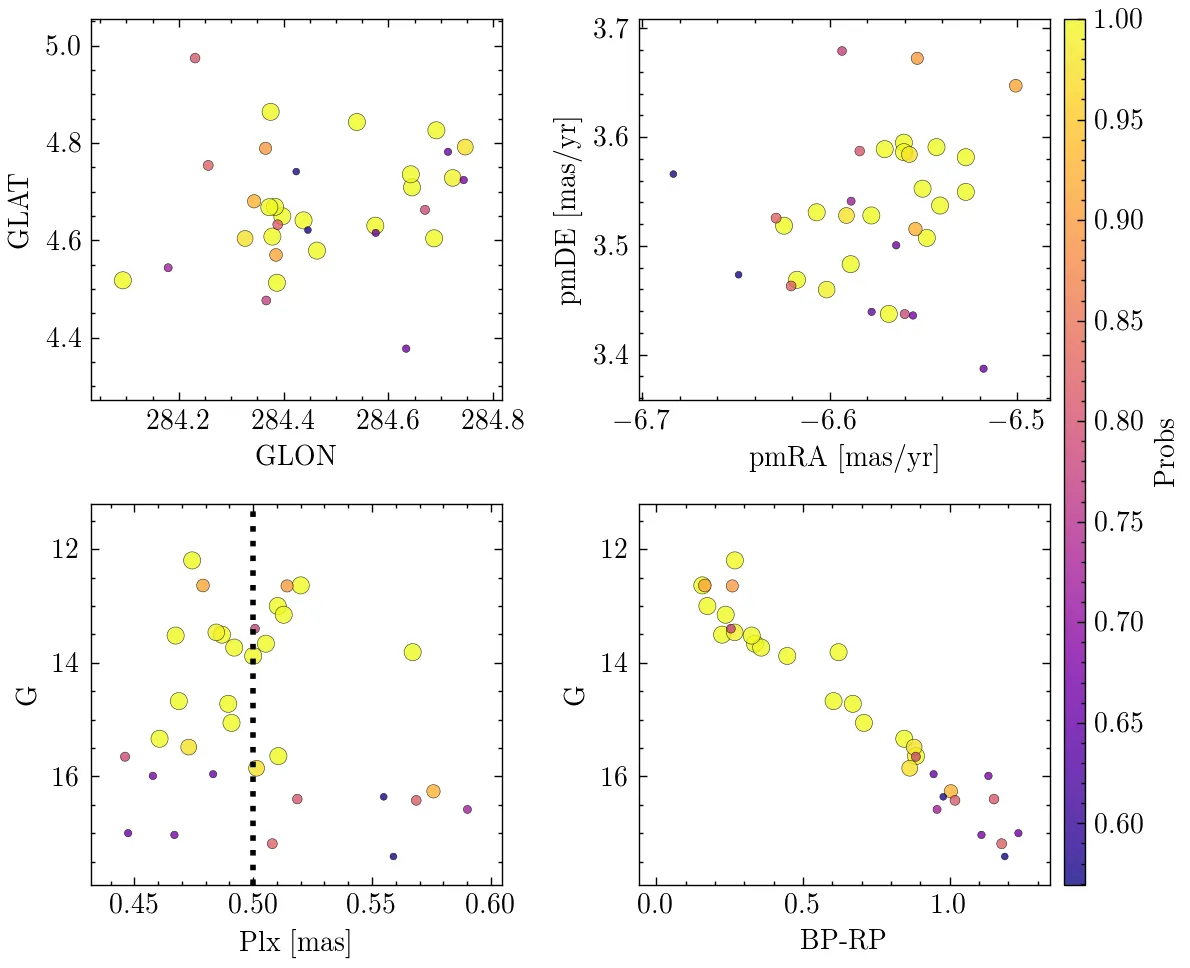 5.0
4.8
4.6
4.4
GLAT
284.2 284.4 284.6 284.8
GLON
3.7
3.6
3.5
3.4
pmDE [mas/yr]
−6.7 −6.6 −6.5
pmRA [mas/yr]
12
14
16
G
0.45 0.50 0.55 0.60
Plx [mas]
12
14
16
G
0.0 0.5 1.0
BP-RP
1.00
0.95
0.90
0.85
0.80
0.75
0.70
0.65
0.60
Probs